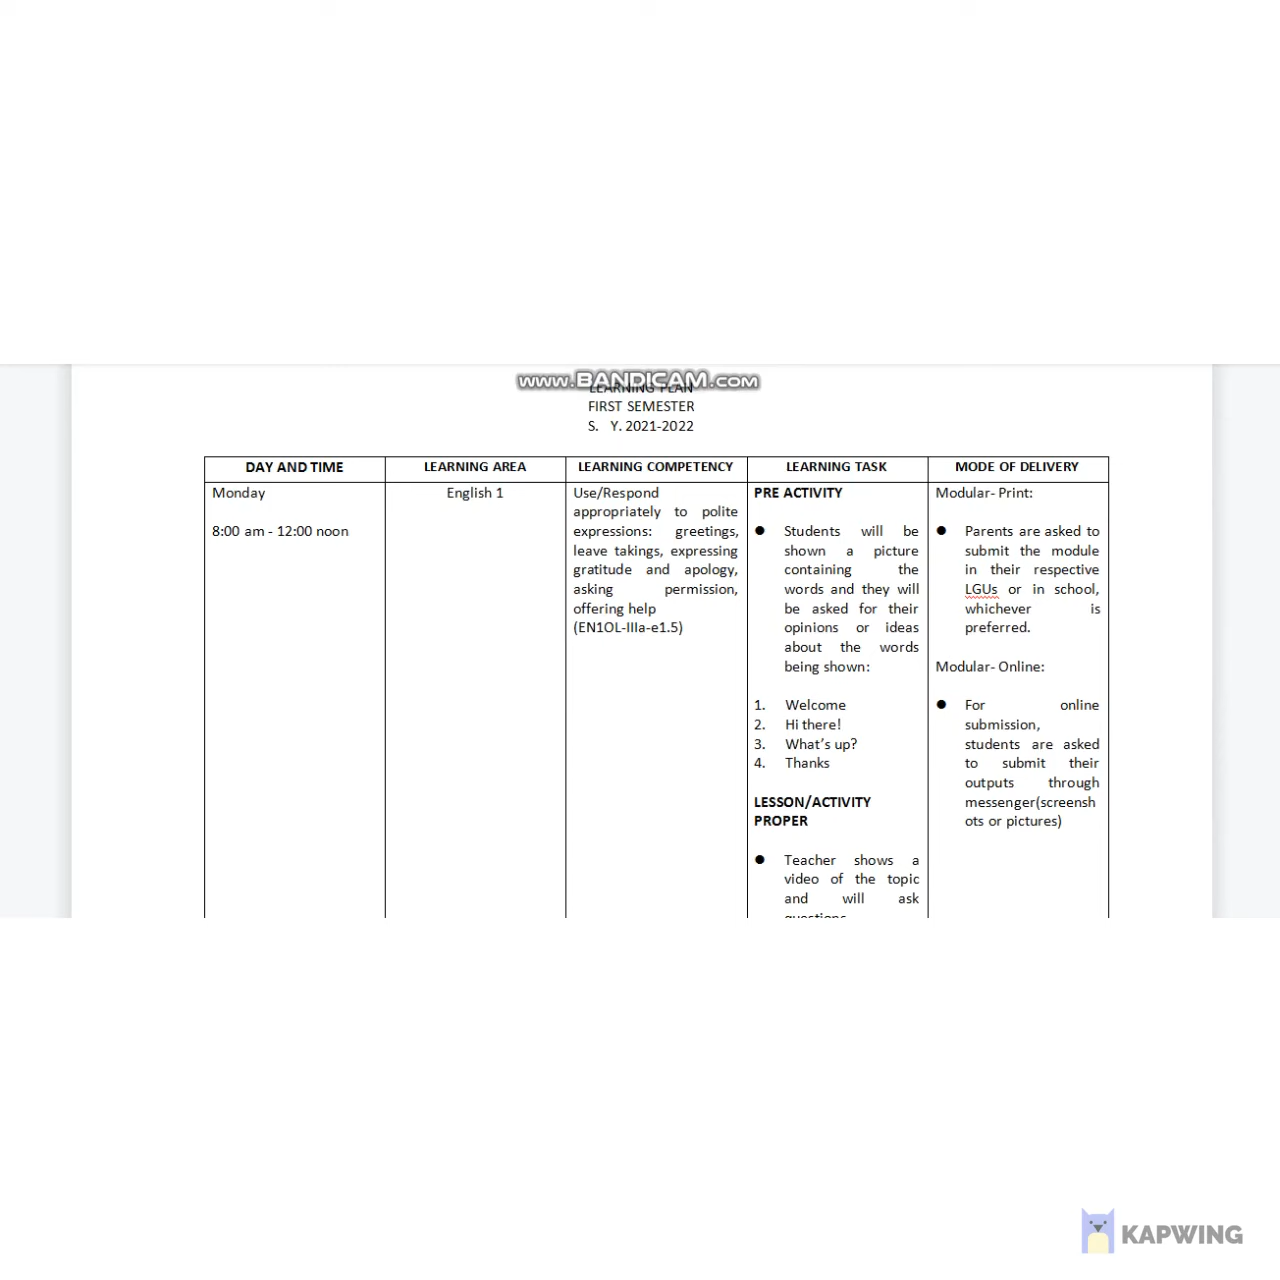 www.BANDICAM.com
LEARNING PLAN
FIRST SEMESTER
S. Y. 2021-2022
DAY AND TIME
LEARNING AREA
LEARNING COMPETENCY
LEARNING TASK
MODE OF DELIVERY
Monday
8:00 am - 12:00 noon
English 1
Use/Respond
appropriately to polite
expressions: greetings,
leave takings, expressing
gratitude and apology,
asking permission,
offering help
(EN1OL-IIIa-e1.5)
PRE ACTIVITY
● Students will be
shown a picture
containing the
words and they will
be asked for their
opinions or ideas
about the words
being shown:
1. Welcome
2. Hi there!
3. What's up?
4. Thanks
LESSON/ACTIVITY
PROPER
● Teacher shows a
video of the topic
and will ask
questions
Modular- Print:
● Parents are asked to
submit the module
in their respective
LGUs or in school,
whichever is
preferred.
Modular- Online:
● For online
submission,
students are asked
to submit their
outputs through
messenger(screensh
ots or pictures)
KAPWING